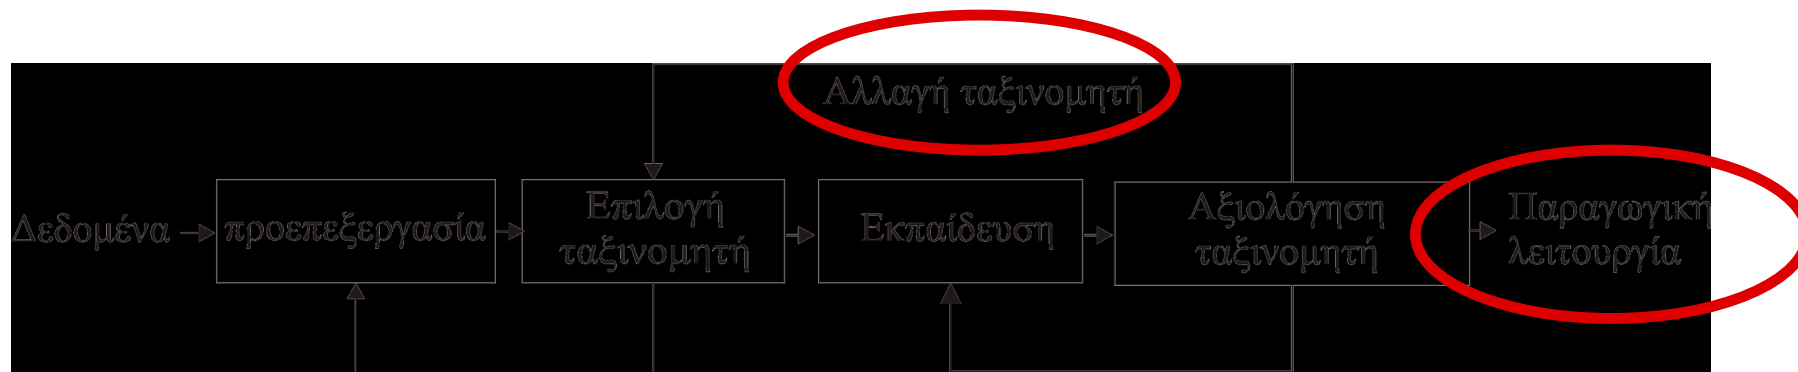 Αλλαγή ταξινομητή
Δεδομένα
προεπεξεργασία
Επιλογή
ταξινομητή
Εκπαίδευση
Αξιολόγηση
ταξινομητή
Παραγωγική
λειτουργία